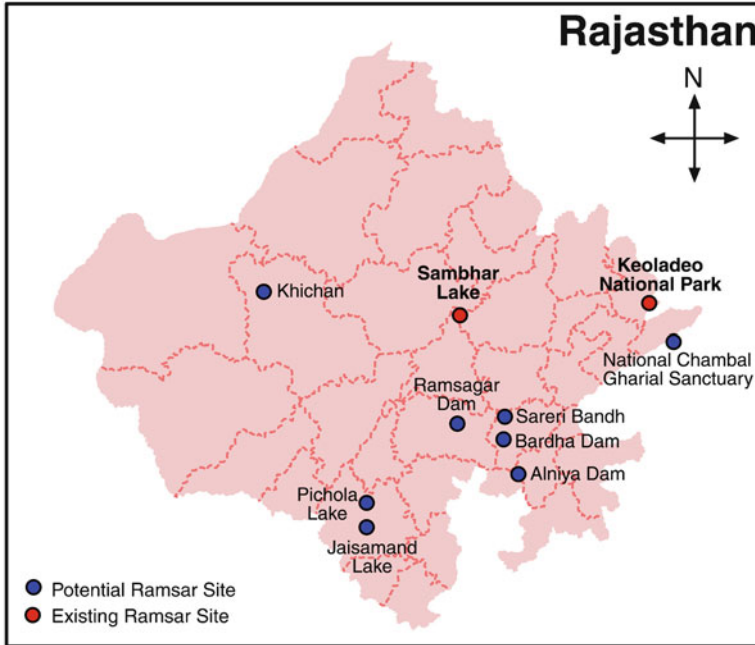 Rajasthan
N
Khichan
Sambhar
Lake
Keoladeo
National Park
National Chambal
Gharial Sanctuary
Ramsagar
Dam
Sareri Bandh
Bardha Dam
Alniya Dam
Pichola
Lake
Jaisamand
Lake
Potential Ramsar Site
Existing Ramsar Site